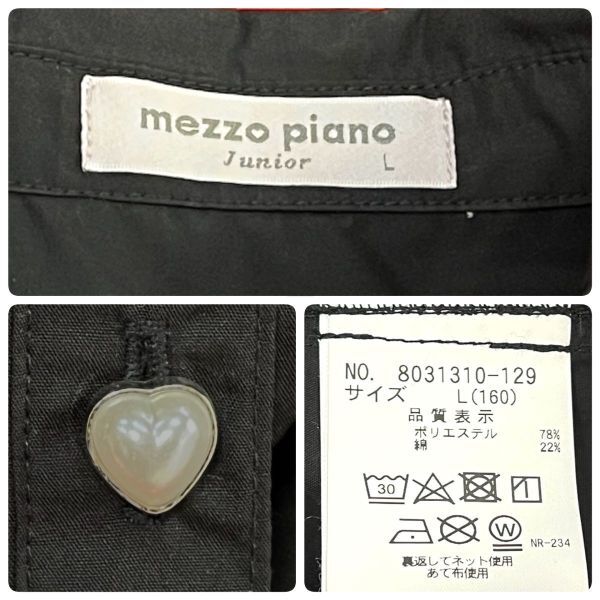 mezzo piano
Junior L
NO. 8031310-129
サイズ L(160)
品質表示
ポリエステル 78%
綿 22%
30
W
NR-234
裏返してネット使用
あて布使用